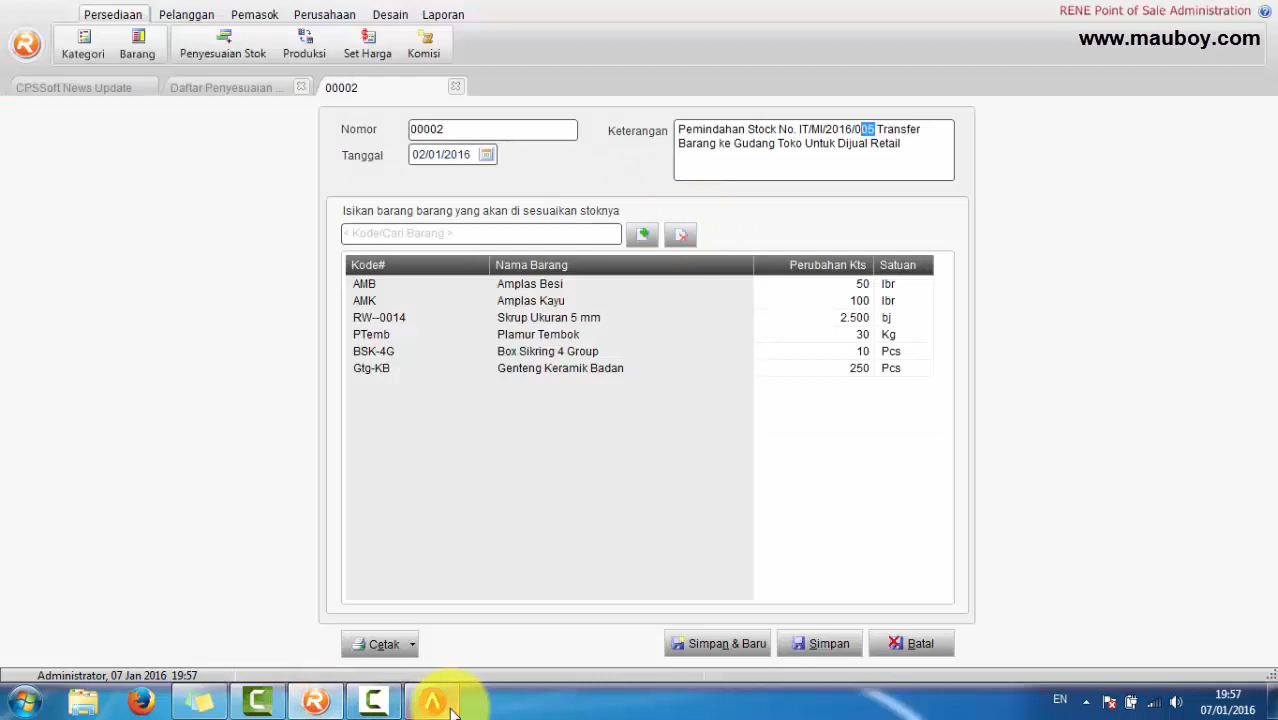 Persediaan Pelanggan Pemasok Perusahaan Desain Laporan
RENE Point of Sale Administration
www.mauboy.com
Kategori Barang Penyesuaian Stok Produksi Set Harga Komisi
CPSSoft News Update Daftar Penyesuaian ... 00002
Nomor 00002
Tanggal 02/01/2016
Keterangan Pemindahan Stock No. IT/MI/2016/005 Transfer
Barang ke Gudang Toko Untuk Dijual Retail
Isikan barang barang yang akan di sesuaikan stoknya
< Kode/Cari Barang >
Kode# Nama Barang Perubahan Kts Satuan
AMB Amplas Besi 50 lbr
AMK Amplas Kayu 100 lbr
RW--0014 Skrup Ukuran 5 mm 2.500 bj
PTemb Plamur Tembok 30 Kg
BSK-4G Box Sikring 4 Group 10 Pcs
Gtg-KB Genteng Keramik Badan 250 Pcs
Cetak Simpan & Baru Simpan Batal
Administrator, 07 Jan 2016 19:57
EN 19:57
07/01/2016